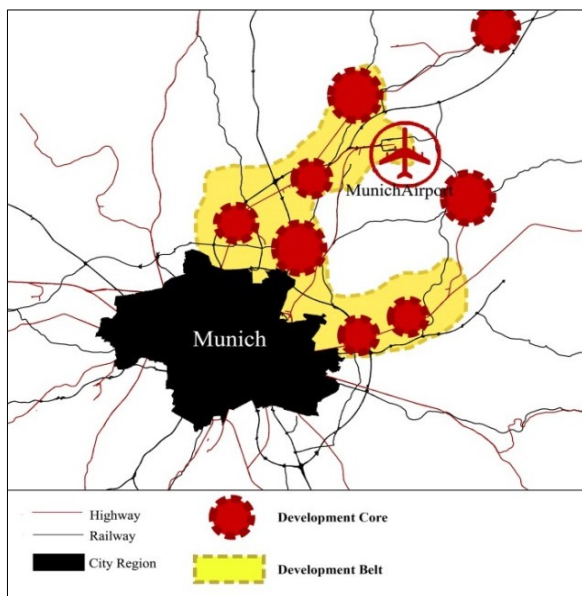 MunichAirport
Munich
Highway
Railway
City Region
Development Core
Development Belt